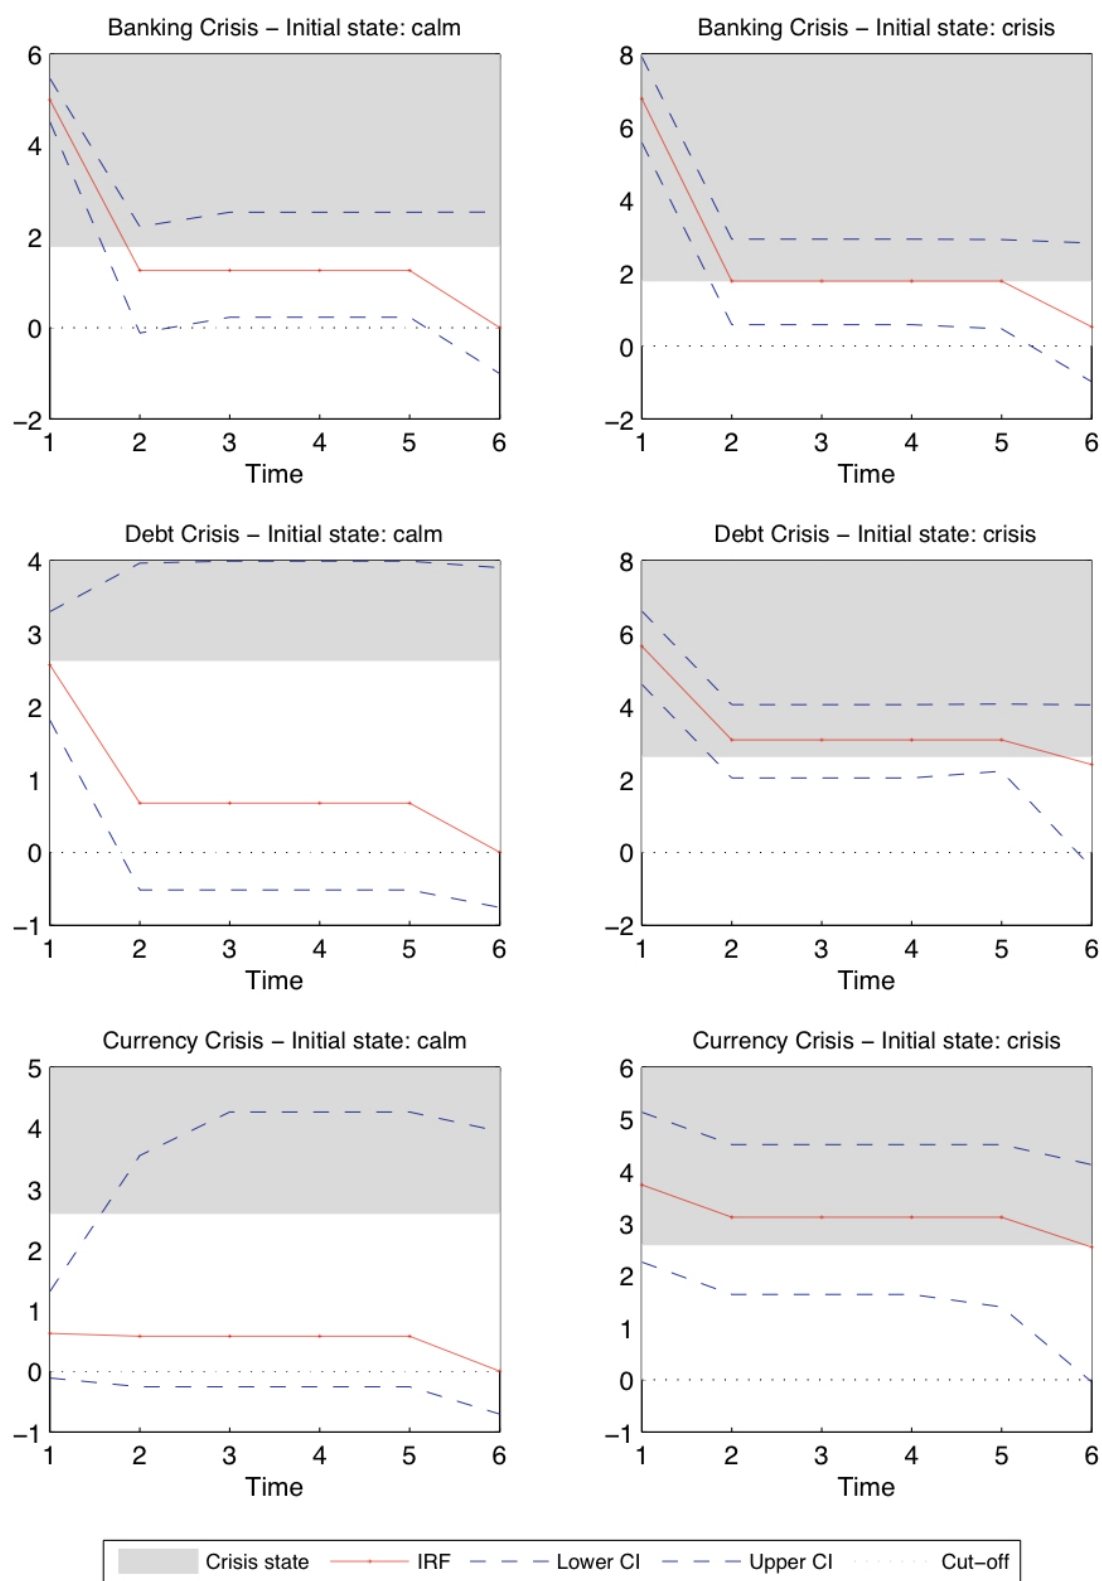 Banking Crisis – Initial state: calm
6
4
2
0
−2
1 2 3 4 5 6
Time
Banking Crisis – Initial state: crisis
8
6
4
2
0
−2
1 2 3 4 5 6
Time
Debt Crisis – Initial state: calm
4
3
2
1
0
−1
1 2 3 4 5 6
Time
Debt Crisis – Initial state: crisis
8
6
4
2
0
−2
1 2 3 4 5 6
Time
Currency Crisis – Initial state: calm
5
4
3
2
1
0
−1
1 2 3 4 5 6
Time
Currency Crisis – Initial state: crisis
6
5
4
3
2
1
0
−1
1 2 3 4 5 6
Time
Crisis state IRF Lower CI Upper CI Cut−off